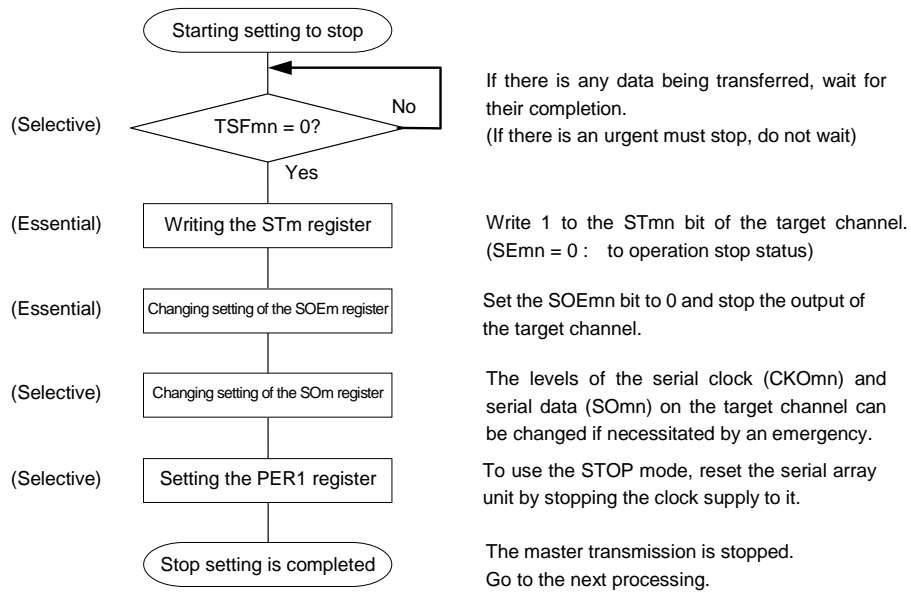 Starting setting to stop
If there is any data being transferred, wait for
their completion.
(If there is an urgent must stop, do not wait)
(Selective)
TSFmn = 0?
No
Yes
(Essential)
Writing the STm register
Write 1 to the STmn bit of the target channel.
(SEmn = 0 : to operation stop status)
(Essential)
Changing setting of the SOEm register
Set the SOEmn bit to 0 and stop the output of
the target channel.
(Selective)
Changing setting of the SOm register
The levels of the serial clock (CKOmn) and
serial data (SOmn) on the target channel can
be changed if necessitated by an emergency.
(Selective)
Setting the PER1 register
To use the STOP mode, reset the serial array
unit by stopping the clock supply to it.
Stop setting is completed
The master transmission is stopped.
Go to the next processing.